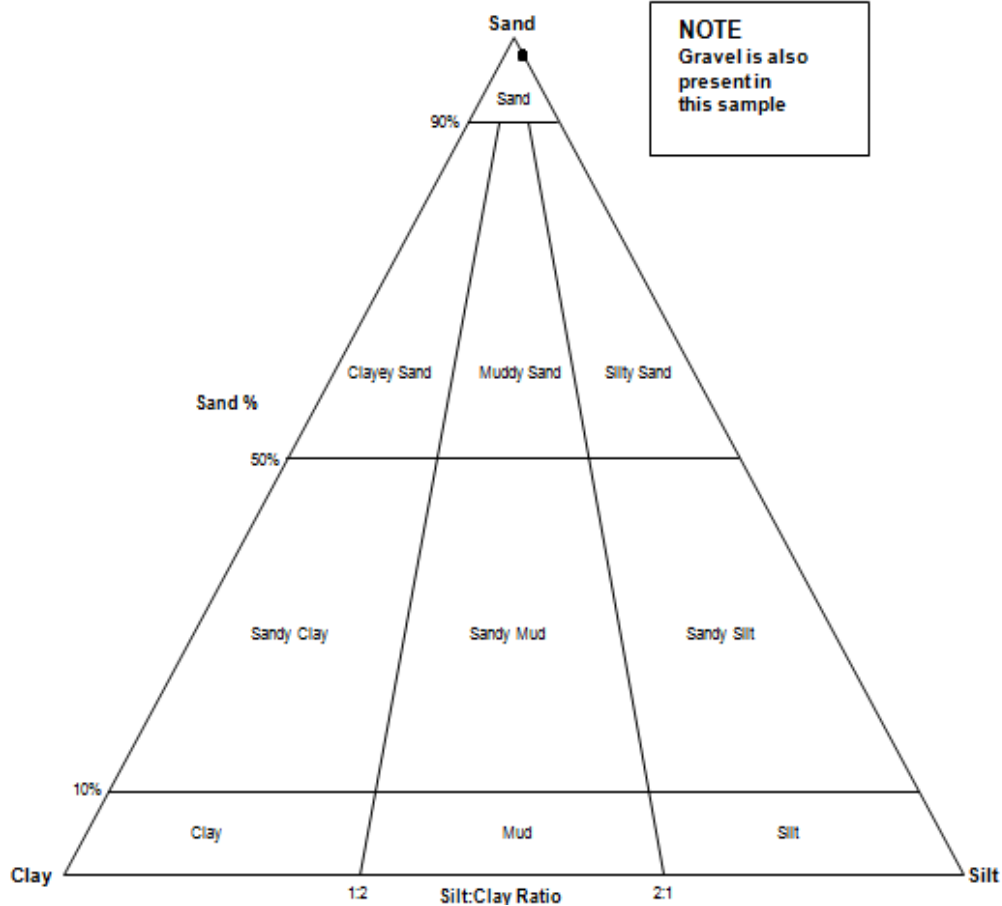 Sand
NOTE
Gravel is also
present in
this sample
Sand
90%
Clayey Sand
Muddy Sand
Silty Sand
Sand %
50%
Sandy Clay
Sandy Mud
Sandy Silt
10%
Clay
Mud
Silt
Clay
Silt
1:2
Silt:Clay Ratio
2:1